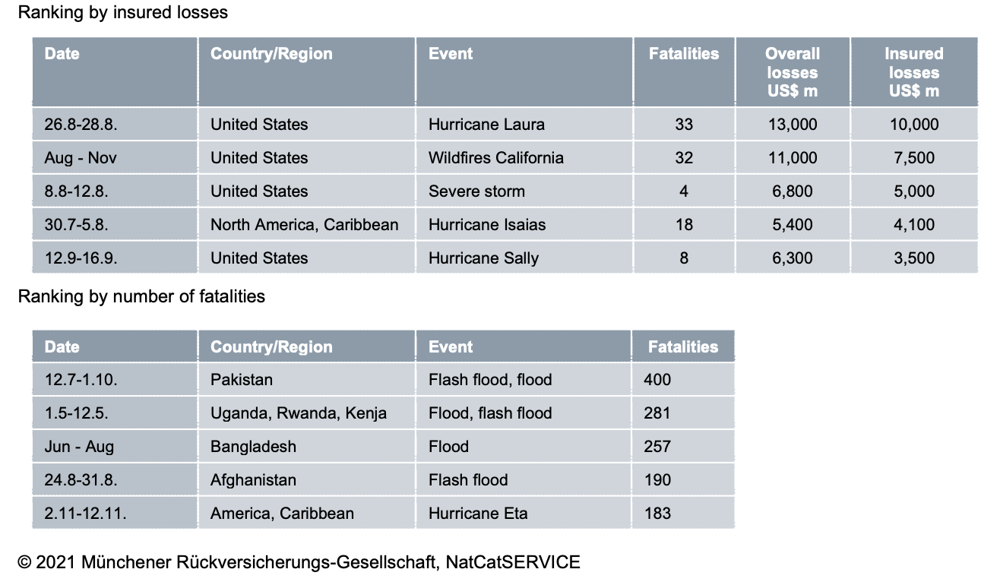 Ranking by insured losses
Date Country/Region Event Fatalities Overall losses US$ m Insured losses US$ m
26.8-28.8. United States Hurricane Laura 33 13,000 10,000
Aug - Nov United States Wildfires California 32 11,000 7,500
8.8-12.8. United States Severe storm 4 6,800 5,000
30.7-5.8. North America, Caribbean Hurricane Isaias 18 5,400 4,100
12.9-16.9. United States Hurricane Sally 8 6,300 3,500
Ranking by number of fatalities
Date Country/Region Event Fatalities
12.7-1.10. Pakistan Flash flood, flood 400
1.5-12.5. Uganda, Rwanda, Kenja Flood, flash flood 281
Jun - Aug Bangladesh Flood 257
24.8-31.8. Afghanistan Flash flood 190
2.11-12.11. America, Caribbean Hurricane Eta 183
© 2021 Münchener Rückversicherungs-Gesellschaft, NatCatSERVICE